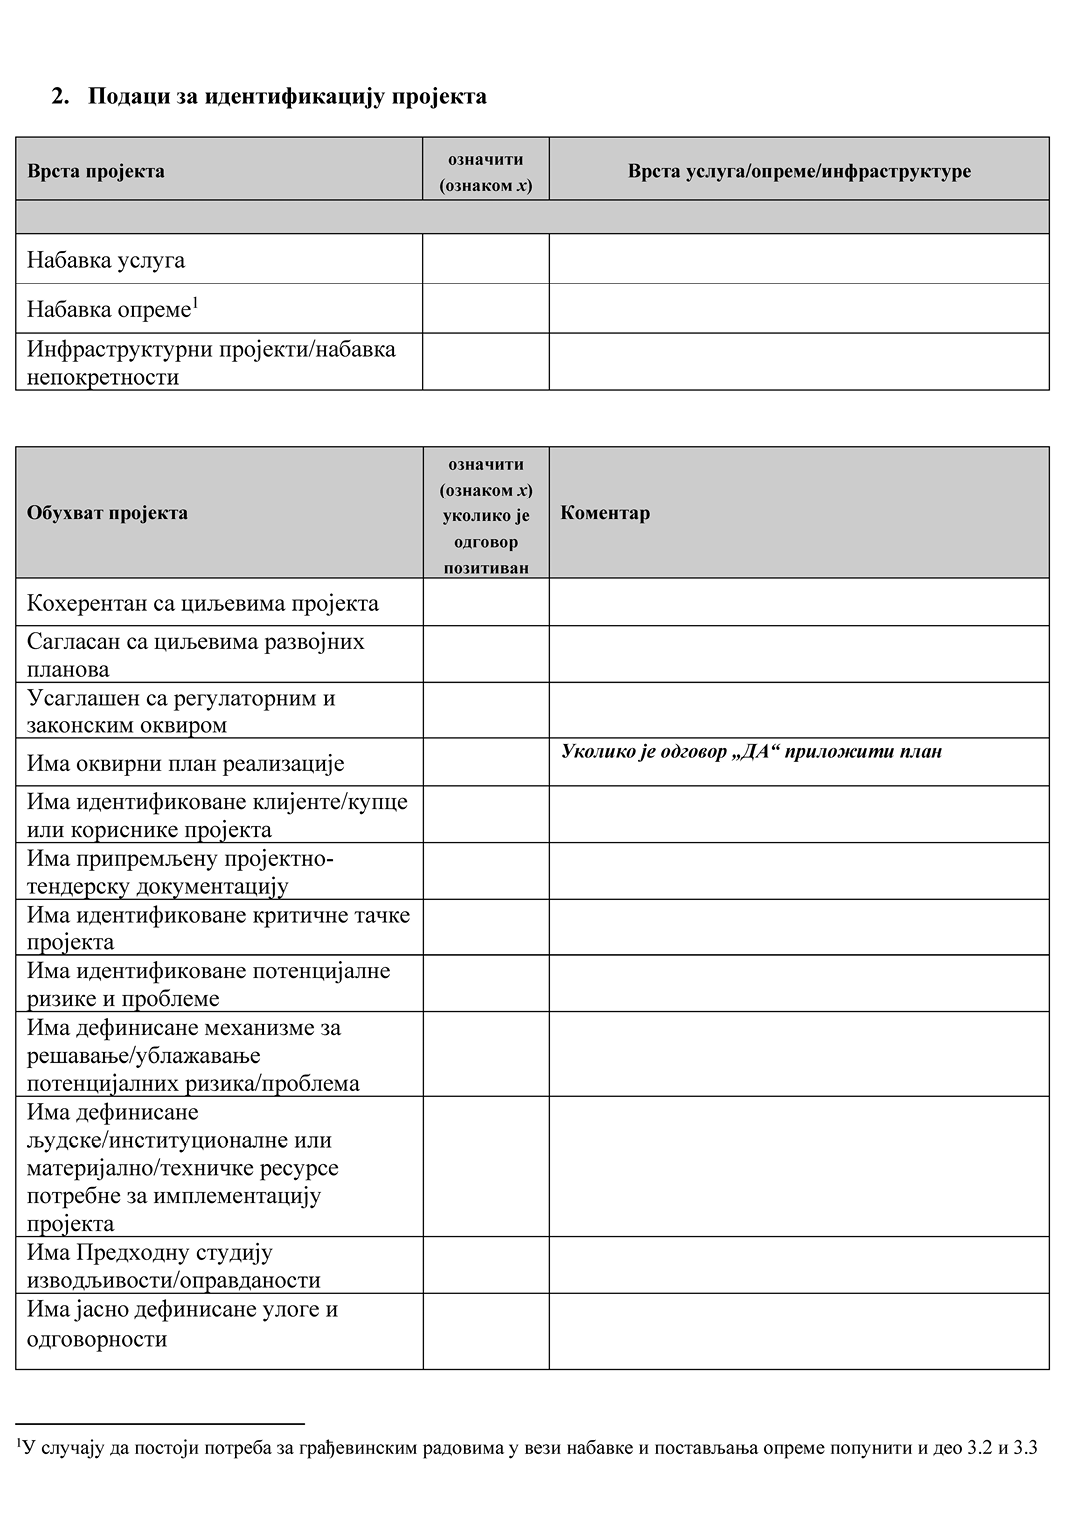 2. Подаци за идентификацију пројекта
Врста пројекта
означити
(ознаком x)
Врста услуга/опреме/инфраструктуре
Набавка услуга
Набавка опреме1
Инфраструктурни пројекти/набавка
непокретности
Обухват пројекта
означити
(ознаком x)
уколико је
одговор
позитиван
Коментар
Кохерентан са циљевима пројекта
Сагласан са циљевима развојних
планова
Усаглашен са регулаторним и
законским оквиром
Има оквирни план реализације
Уколико је одговор „ДА“ приложити план
Има идентификоване клијенте/купце
или кориснике пројекта
Има припремљену пројектно-
тендерску документацију
Има идентификоване критичне тачке
пројекта
Има идентификоване потенцијалне
ризике и проблеме
Има дефинисане механизме за
решавање/ублажавање
потенцијалних ризика/проблема
Има дефинисане
људске/институционалне или
материјално/техничке ресурсе
потребне за имплементацију
пројекта
Има Предходну студију
изводљивости/оправданости
Има јасно дефинисане улоге и
одговорности
1У случају да постоји потреба за грађевинским радовима у вези набавке и постављања опреме попунити и део 3.2 и 3.3